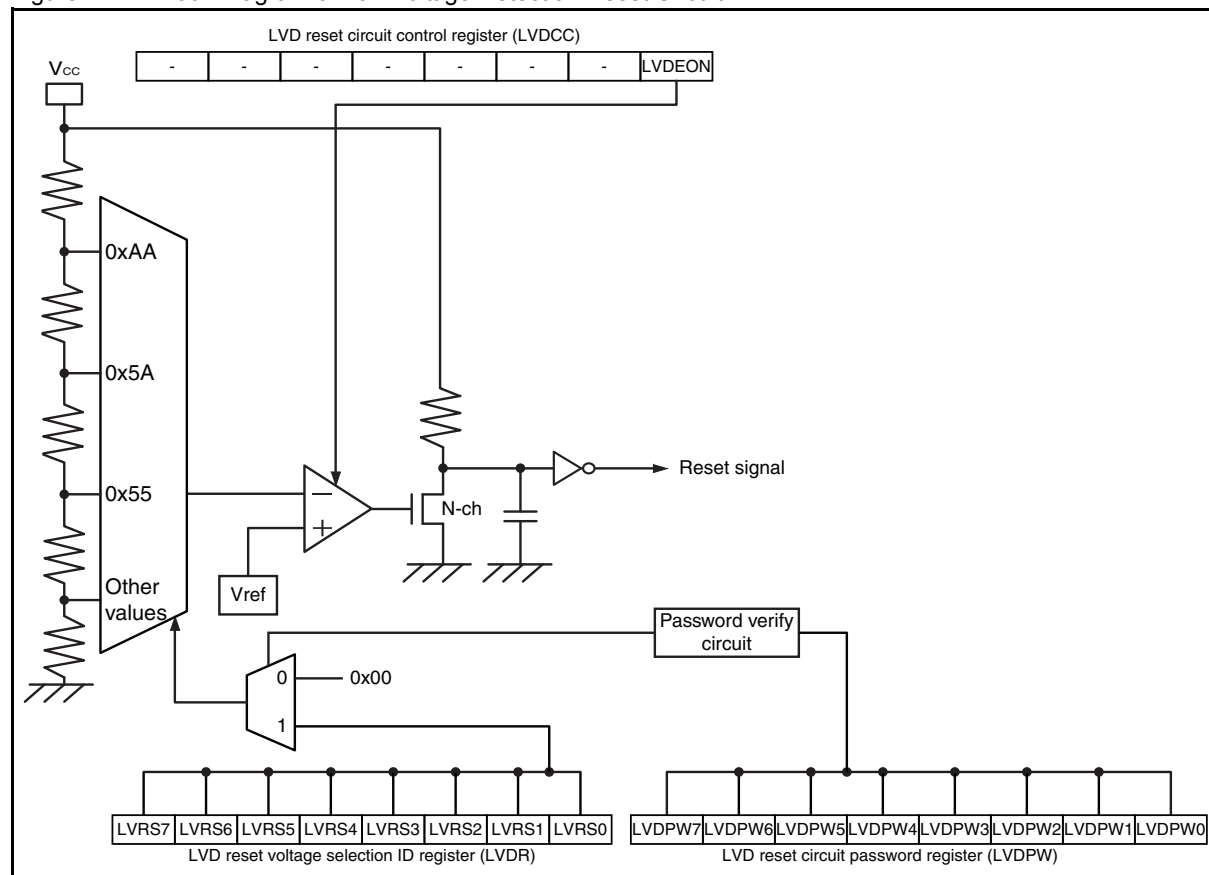 LVD reset circuit control register (LVDCC)
- - - - - - - LVDEON
VCC
0xAA
0x5A
0x55
Other
values
−
+
Vref
N-ch
Reset signal
Password verify
circuit
0
0x00
1
LVRS7 LVRS6 LVRS5 LVRS4 LVRS3 LVRS2 LVRS1 LVRS0
LVD reset voltage selection ID register (LVDR)
LVDPW7 LVDPW6 LVDPW5 LVDPW4 LVDPW3 LVDPW2 LVDPW1 LVDPW0
LVD reset circuit password register (LVDPW)